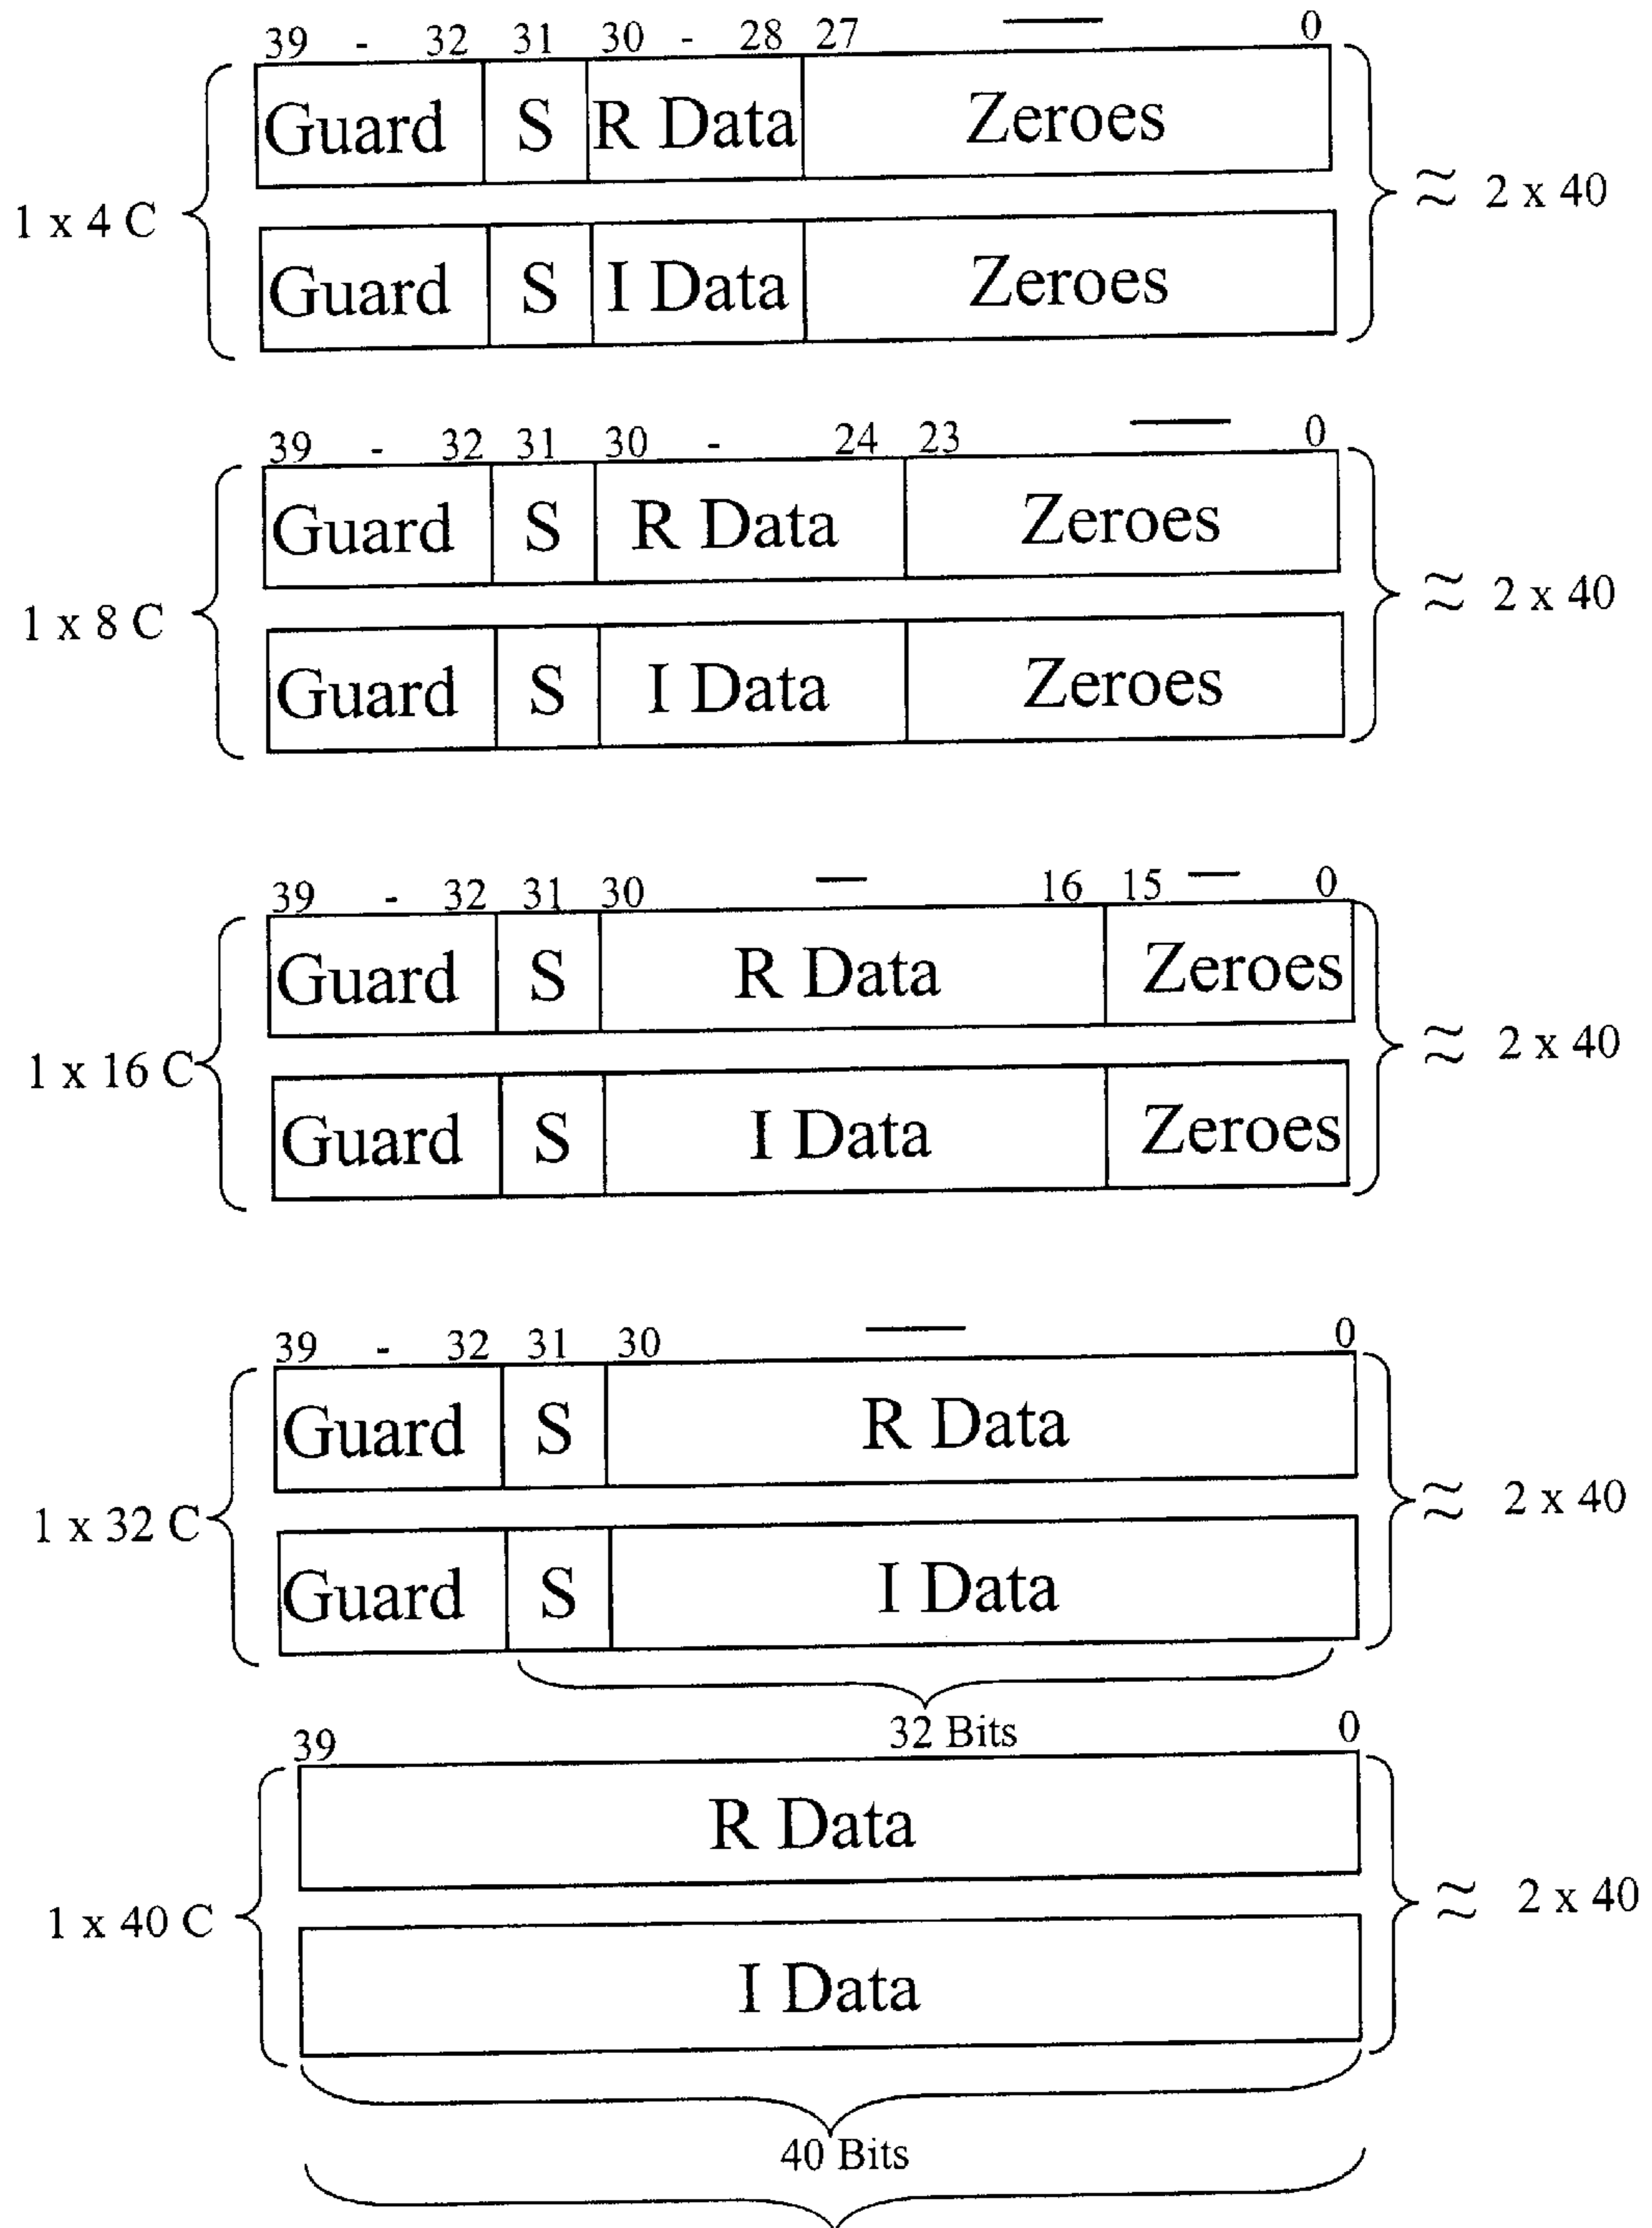 39 - 32 31 30 - 28 27 — 0
Guard S R Data Zeroes
1 x 4 C ≈ 2 x 40
Guard S I Data Zeroes
39 - 32 31 30 - 24 23 — 0
Guard S R Data Zeroes
1 x 8 C ≈ 2 x 40
Guard S I Data Zeroes
39 - 32 31 30 — 16 15 — 0
Guard S R Data Zeroes
1 x 16 C ≈ 2 x 40
Guard S I Data Zeroes
39 - 32 31 30 — 0
Guard S R Data
1 x 32 C ≈ 2 x 40
Guard S I Data
32 Bits
39 0
R Data
1 x 40 C ≈ 2 x 40
I Data
40 Bits